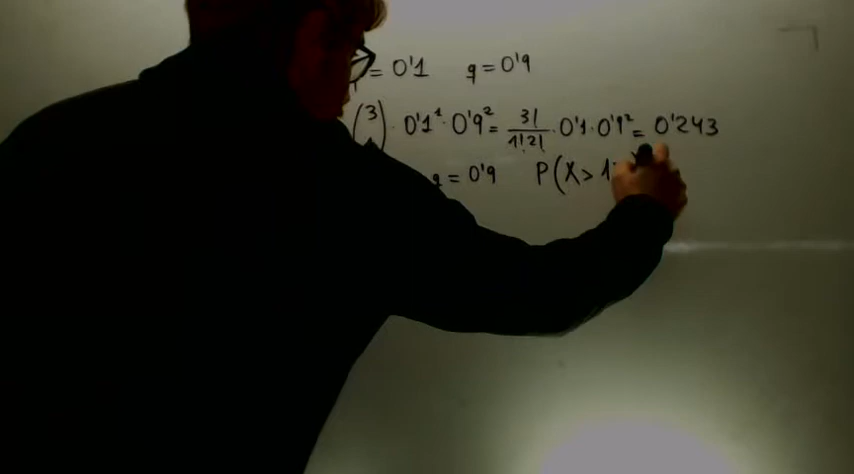 = 0'1 q = 0'9
(3) · 0'1¹ · 0'9² = 3!/1!2! · 0'1 · 0'9² = 0'243
q = 0'9 P(X > 1